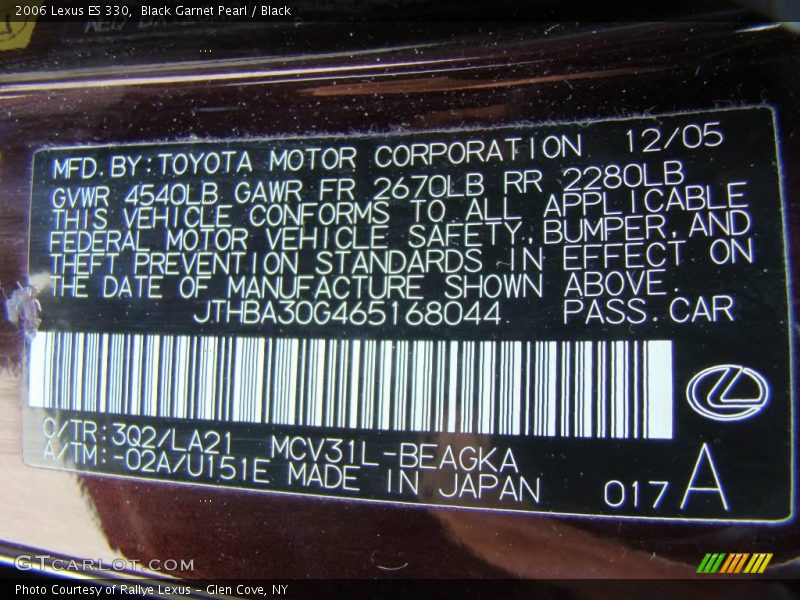 2006 Lexus ES 330,  Black Garnet Pearl / Black
MFD. BY: TOYOTA MOTOR CORPORATION 12/05
GVWR 4540LB GAWR FR 2670LB RR 2280LB
THIS VEHICLE CONFORMS TO ALL APPLICABLE
FEDERAL MOTOR VEHICLE SAFETY, BUMPER, AND
THEFT PREVENTION STANDARDS IN EFFECT ON
THE DATE OF MANUFACTURE SHOWN ABOVE.
JTHBA30G465168044 PASS. CAR
C/TR: 3Q2/LA21 MCV31L-BEAGKA
A/TM: -02A/U151E MADE IN JAPAN
017 A
GTCARLOT.COM
Photo Courtesy of Rallye Lexus - Glen Cove, NY